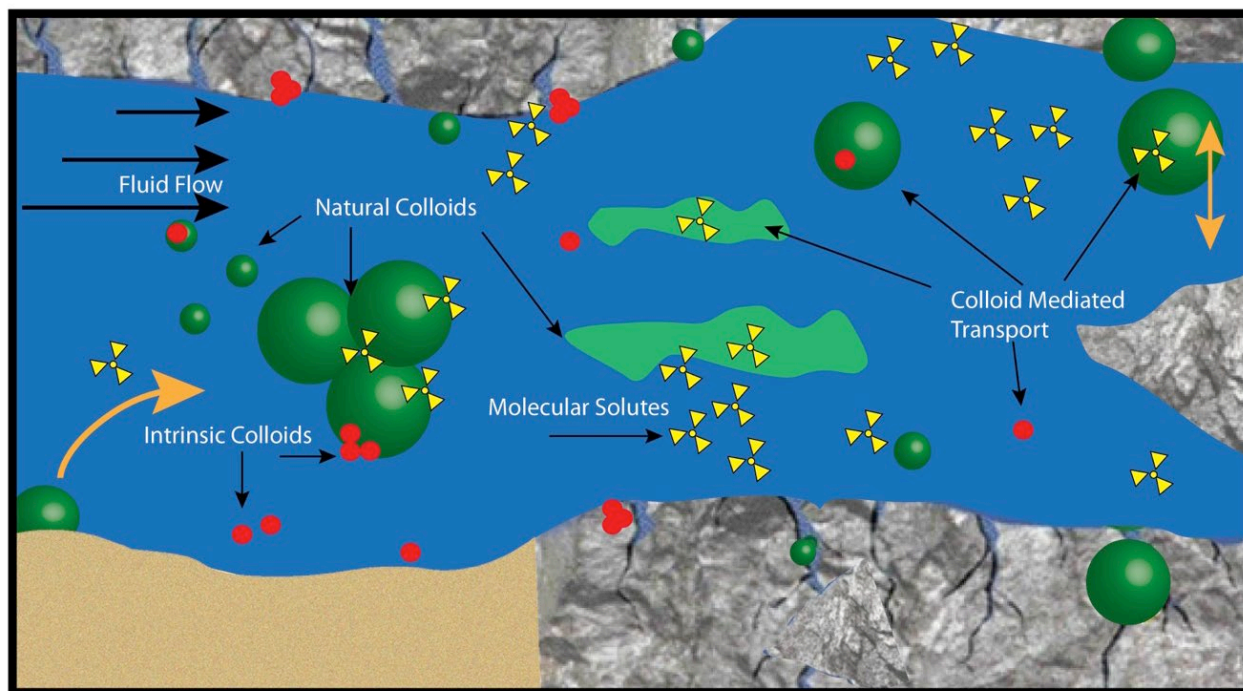 Fluid Flow
Natural Colloids
Colloid Mediated
Transport
Molecular Solutes
Intrinsic Colloids